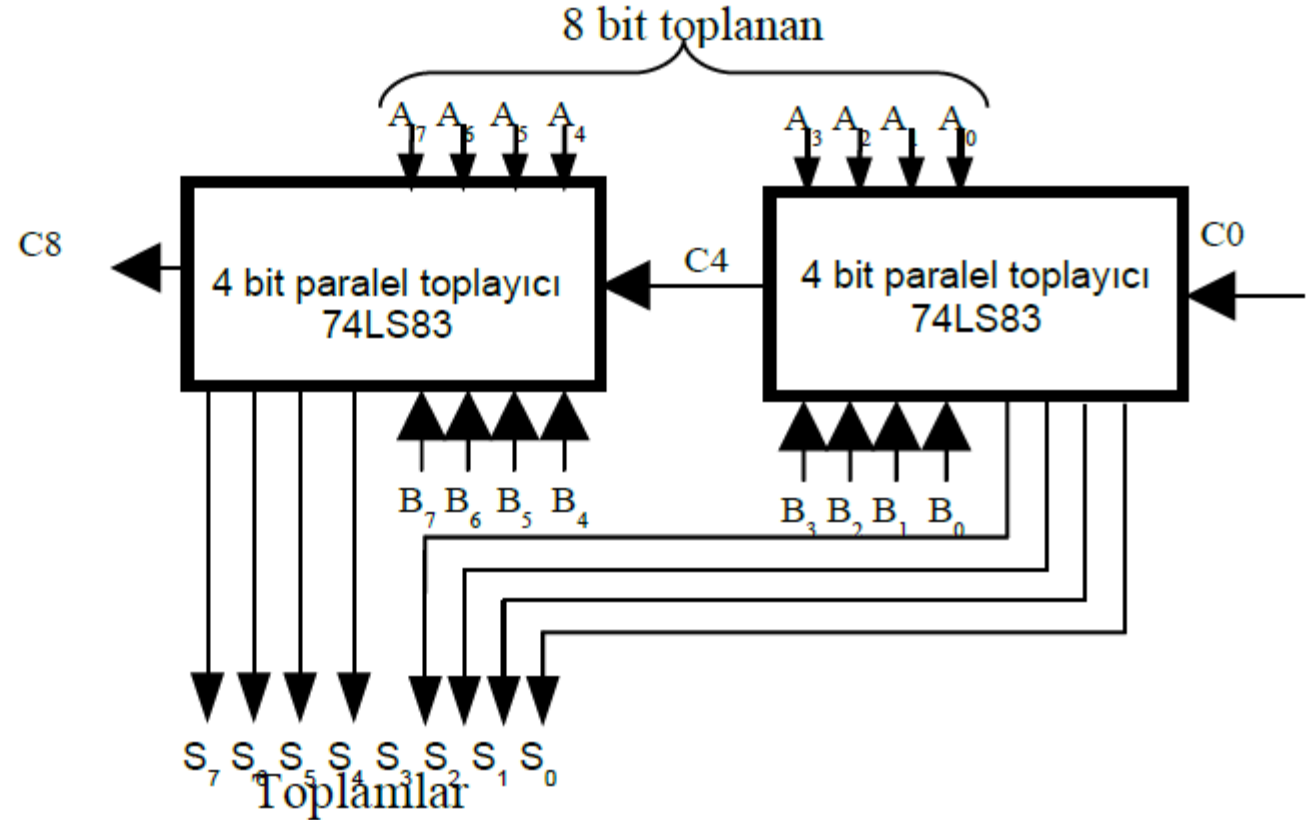 8 bit toplanan
A7 A6 A5 A4 A3 A2 A1 A0
C8 C4 C0
4 bit paralel toplayıcı
74LS83
4 bit paralel toplayıcı
74LS83
B7 B6 B5 B4 B3 B2 B1 B0
S7 S6 S5 S4 S3 S2 S1 S0
Toplamlar